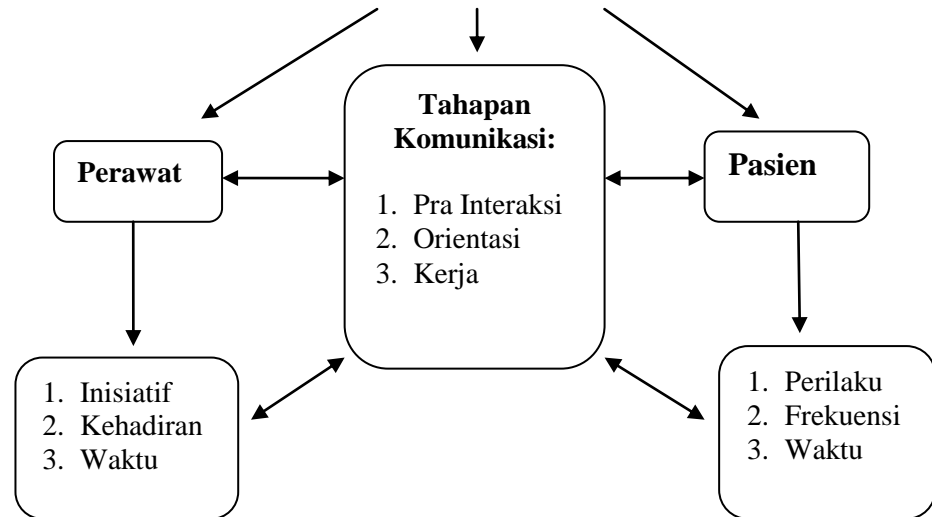 Tahapan
Komunikasi:
1. Pra Interaksi
2. Orientasi
3. Kerja
Perawat
Pasien
1. Inisiatif
2. Kehadiran
3. Waktu
1. Perilaku
2. Frekuensi
3. Waktu